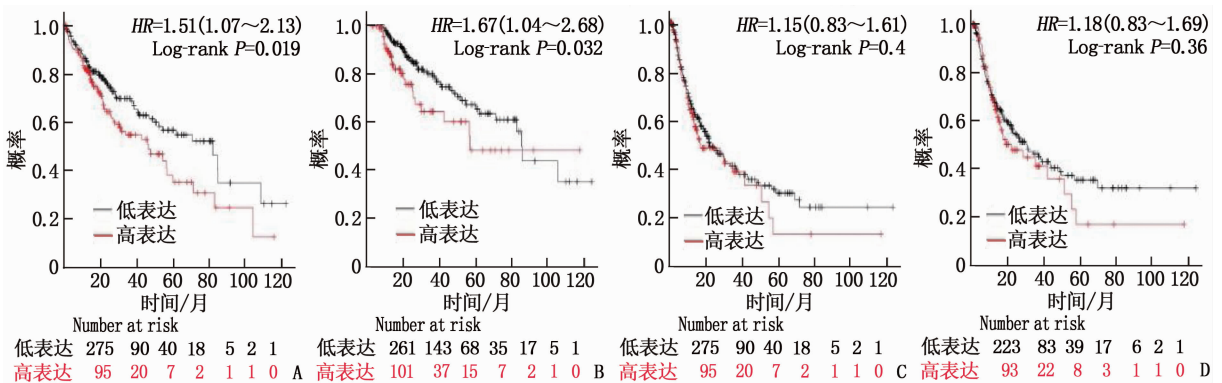 HR=1.51(1.07～2.13)
Log-rank P=0.019
1.0
0.8
0.6
0.4
0.2
0
概率
低表达
高表达
20 40 60 80 100 120
时间/月
Number at risk
低表达 275 90 40 18 5 2 1
高表达 95 20 7 2 1 1 0 A
HR=1.67(1.04～2.68)
Log-rank P=0.032
1.0
0.8
0.6
0.4
0.2
0
概率
低表达
高表达
20 40 60 80 100 120
时间/月
Number at risk
低表达 261 143 68 35 17 5 1
高表达 101 37 15 7 2 1 0 B
HR=1.15(0.83～1.61)
Log-rank P=0.4
1.0
0.8
0.6
0.4
0.2
0
概率
低表达
高表达
20 40 60 80 100 120
时间/月
Number at risk
低表达 275 90 40 18 5 2 1
高表达 95 20 7 2 1 1 0 C
HR=1.18(0.83～1.69)
Log-rank P=0.36
1.0
0.8
0.6
0.4
0.2
0
概率
低表达
高表达
20 40 60 80 100 120
时间/月
Number at risk
低表达 223 83 39 17 6 2 1
高表达 93 22 8 3 1 1 0 D